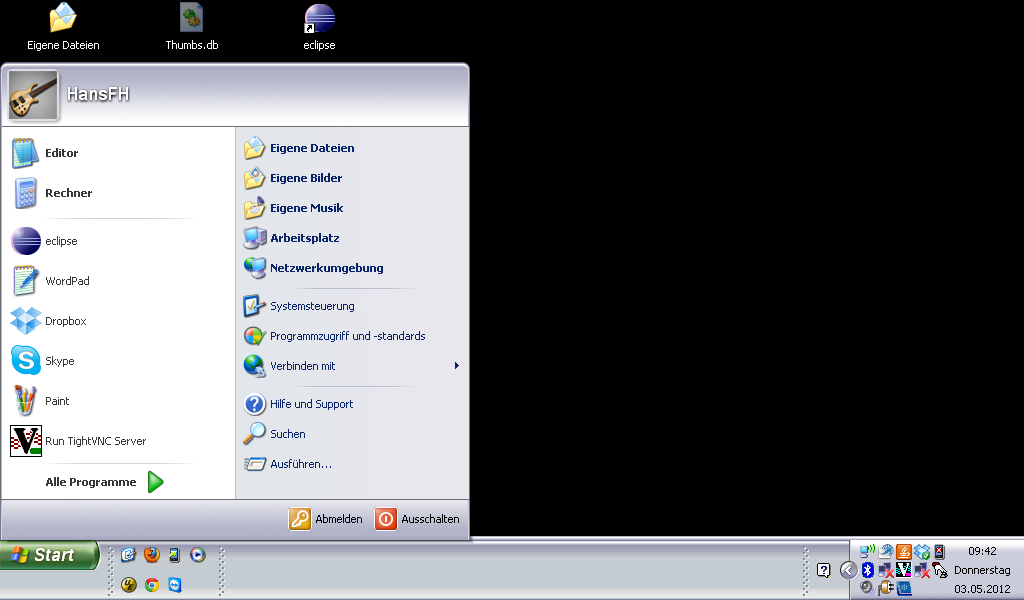 Eigene Dateien
Thumbs.db
eclipse
HansFH
Editor
Rechner
eclipse
WordPad
Dropbox
Skype
Paint
Run TightVNC Server
Alle Programme
Eigene Dateien
Eigene Bilder
Eigene Musik
Arbeitsplatz
Netzwerkumgebung
Systemsteuerung
Programmzugriff und -standards
Verbinden mit
Hilfe und Support
Suchen
Ausführen...
Abmelden
Ausschalten
Start
09:42
Donnerstag
03.05.2012